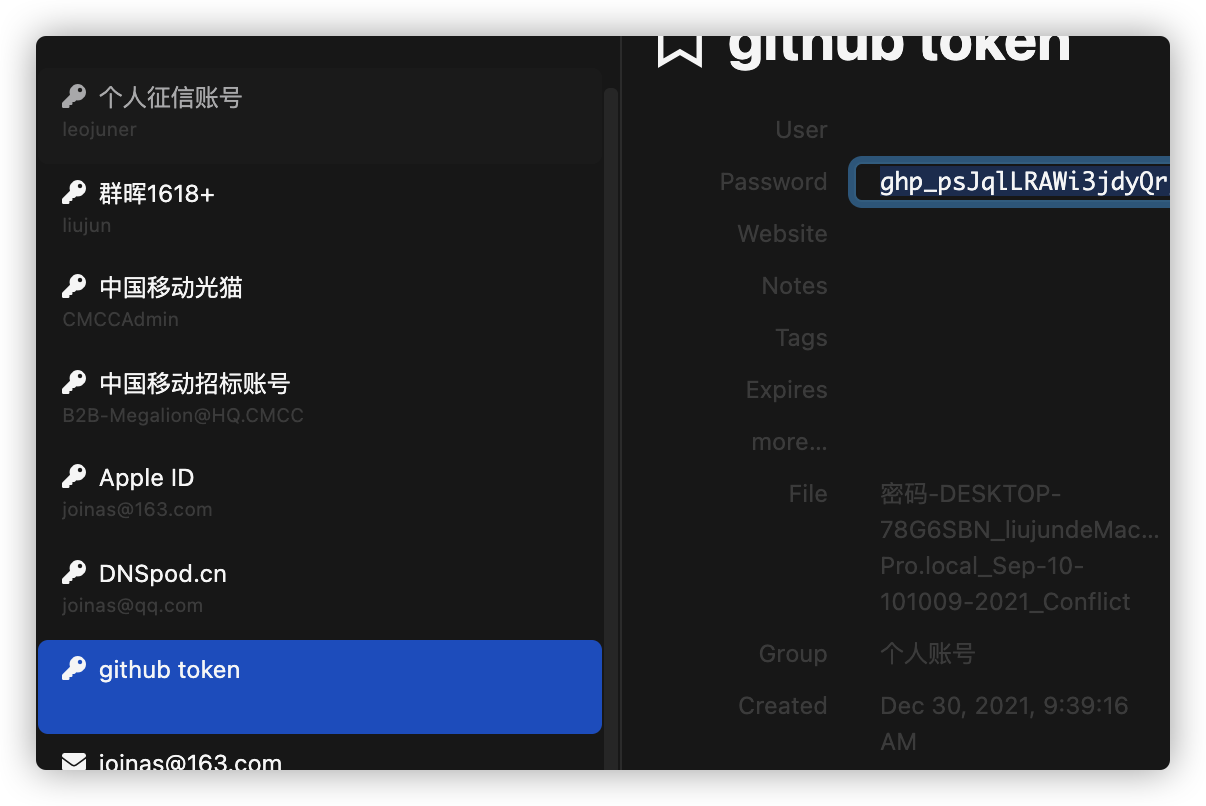 个人征信账号
leojuner
群晖1618+
liujun
中国移动光猫
CMCCAdmin
中国移动招标账号
B2B-Megalion@HQ.CMCC
Apple ID
joinas@163.com
DNSpod.cn
joinas@qq.com
github token
joinas@163.com
github token
User
Password ghp_psJqlLRAWi3jdyQr
Website
Notes
Tags
Expires
more...
File 密码-DESKTOP-
78G6SBN_liujundeMac...
Pro.local_Sep-10-
101009-2021_Conflict
Group 个人账号
Created Dec 30, 2021, 9:39:16
AM